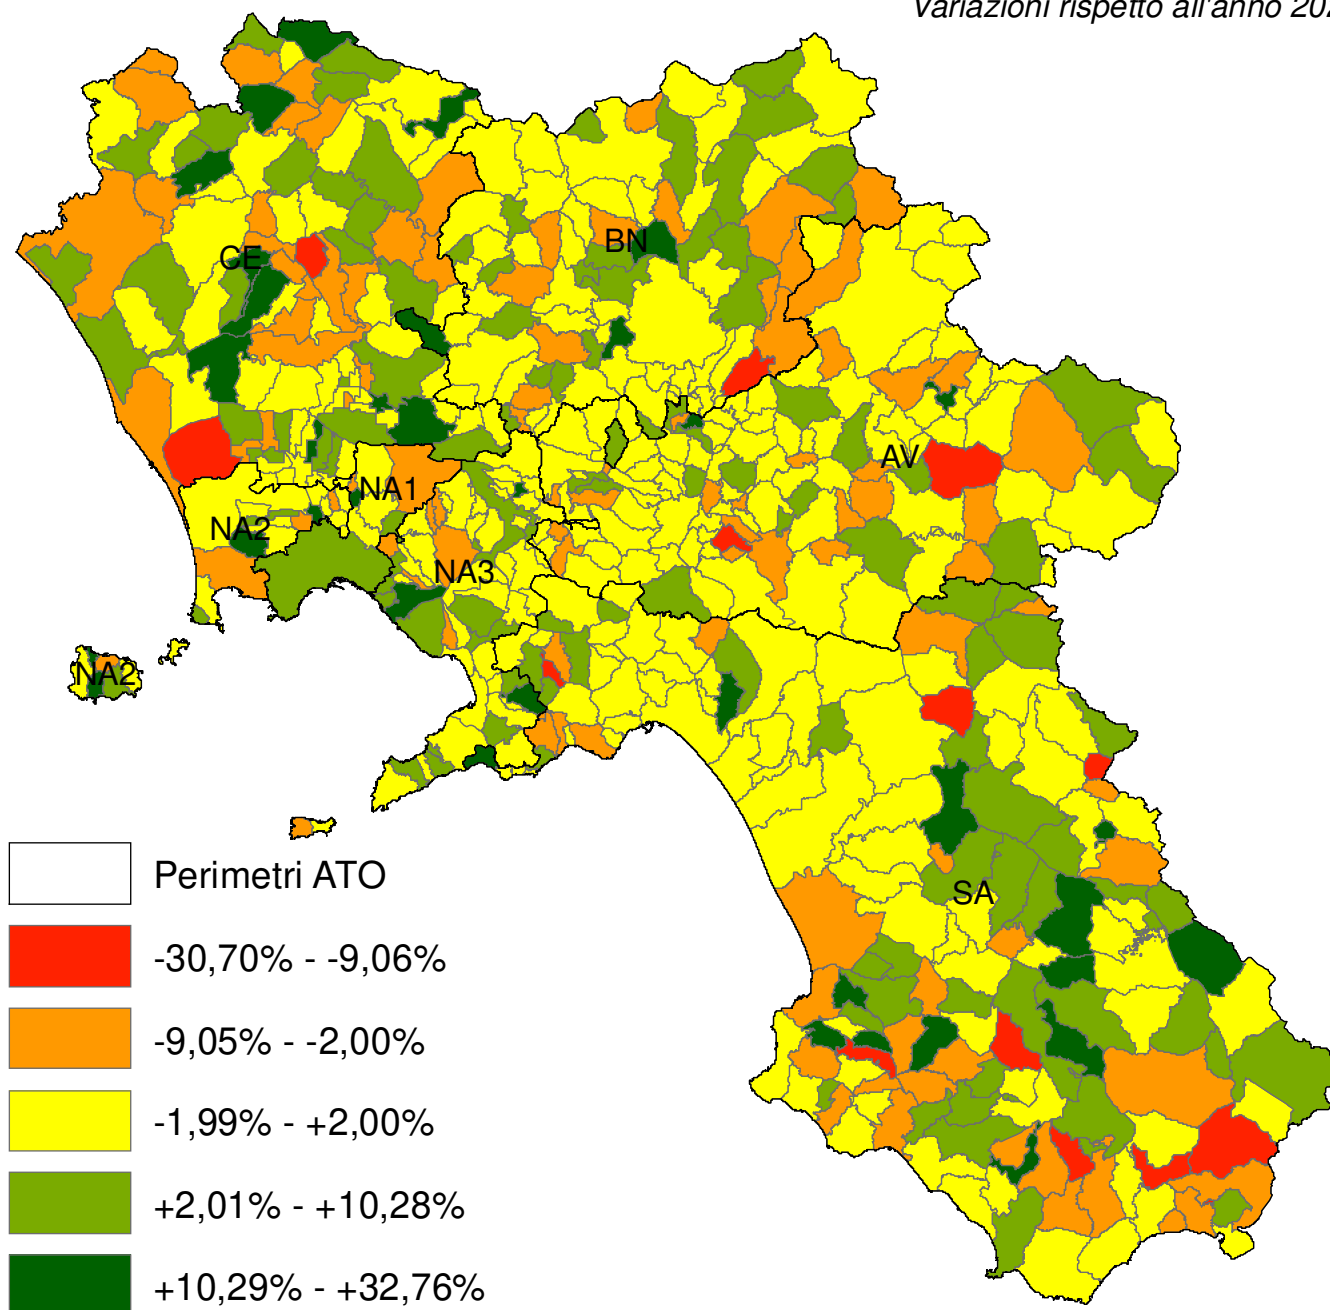 Variazioni rispetto all'anno
CE
BN
AV
NA1
NA2
NA3
NA2
SA
Perimetri ATO
-30,70% - -9,06%
-9,05% - -2,00%
-1,99% - +2,00%
+2,01% - +10,28%
+10,29% - +32,76%